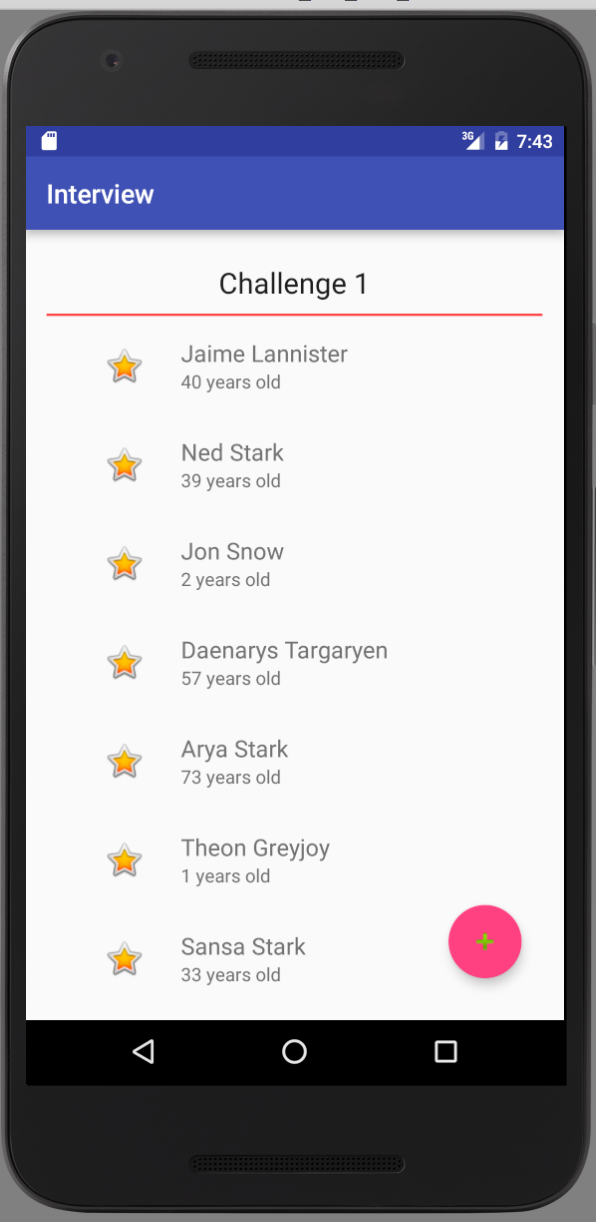 3G 7:43
Interview
Challenge 1
Jaime Lannister
40 years old
Ned Stark
39 years old
Jon Snow
2 years old
Daenarys Targaryen
57 years old
Arya Stark
73 years old
Theon Greyjoy
1 years old
Sansa Stark
33 years old
+